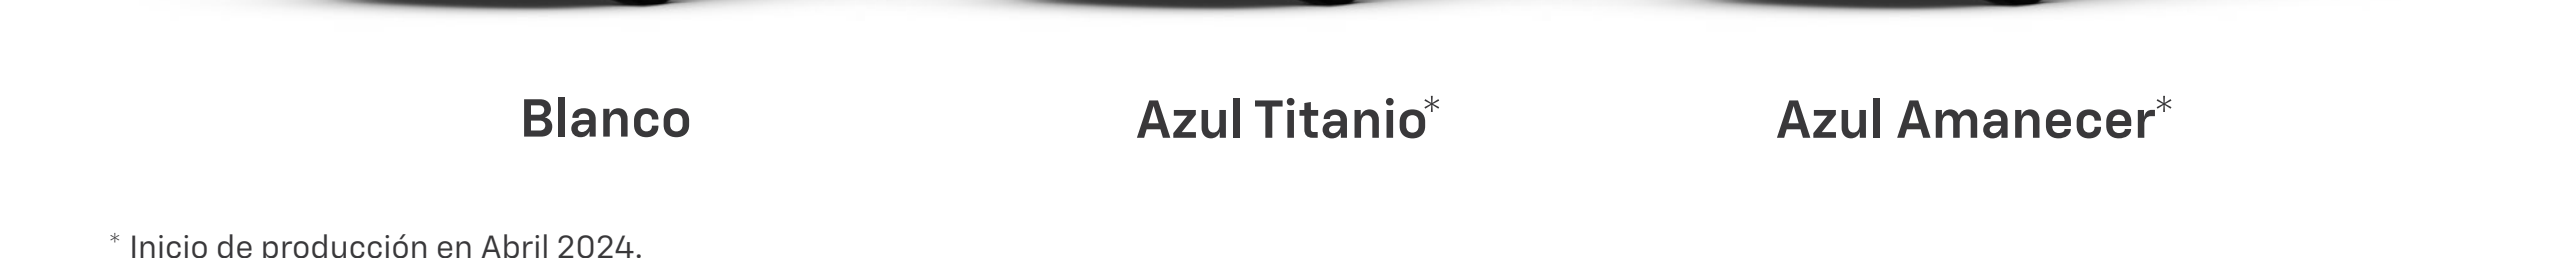 Blanco Azul Titanio* Azul Amanecer*
* Inicio de producción en Abril 2024.